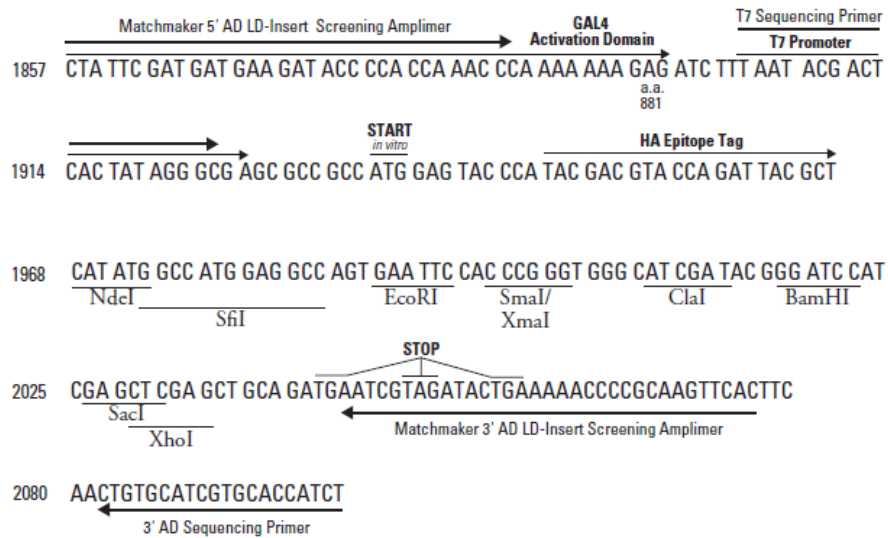 Matchmaker 5' AD LD-Insert Screening Amplimer
GAL4
Activation Domain
T7 Sequencing Primer
T7 Promoter
1857 CTA TTC GAT GAT GAA GAT ACC CCA CCA AAC CCA AAA AAA GAG ATC TTT AAT ACG ACT
a.a.
881
START
in vitro
HA Epitope Tag
1914 CAC TAT AGG GCG AGC GCC GCC ATG GAG TAC CCA TAC GAC GTA CCA GAT TAC GCT
1968 CAT ATG GCC ATG GAG GCC AGT GAA TTC CAC CCG GGT GGG CAT CGA TAC GGG ATC CAT
NdeI
SfiI
EcoRI
SmaI/
XmaI
ClaI
BamHI
STOP
2025 CGA GCT CGA GCT GCA GATGAATCGTAGATACTGAAAAACCCCGCAAGTTCACTTC
SacI
XhoI
Matchmaker 3' AD LD-Insert Screening Amplimer
2080 AACTGTGCATCGTGCACCATCT
3' AD Sequencing Primer